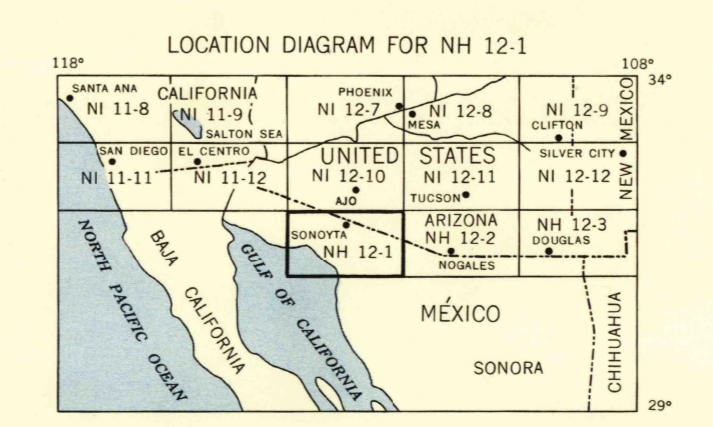 LOCATION DIAGRAM FOR NH 12-1
118°
108°
34°
SANTA ANA
NI 11-8
CALIFORNIA
NI 11-9
SALTON SEA
PHOENIX
NI 12-7
MESA
NI 12-8
NI 12-9
CLIFTON
NEW MEXICO
SAN DIEGO
NI 11-11
EL CENTRO
NI 11-12
UNITED STATES
NI 12-10
AJO
NI 12-11
TUCSON
SILVER CITY
NI 12-12
SONOYTA
NH 12-1
ARIZONA
NH 12-2
NOGALES
NH 12-3
DOUGLAS
NORTH PACIFIC OCEAN
BAJA CALIFORNIA
GULF OF CALIFORNIA
MÉXICO
SONORA
CHIHUAHUA
29°